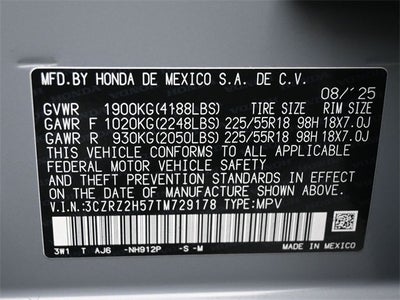 MFD.BY HONDA DE MEXICO S.A. DE C.V.
08/'25
GVWR 1900KG(4188LBS) TIRE SIZE RIM SIZE
GAWR F 1020KG(2248LBS) 225/55R18 98H 18X7.0J
GAWR R 930KG(2050LBS) 225/55R18 98H 18X7.0J
THIS VEHICLE CONFORMS TO ALL APPLICABLE
FEDERAL MOTOR VEHICLE SAFETY STANDARDS
IN EFFECT ON THE DATE OF MANUFACTURE
SHOWN ABOVE.
V.I.N.:3CZRZ2H57TM729178 TYPE:MPV
3W1 T AJ6 -NH912P -S -M MADE IN MEXICO